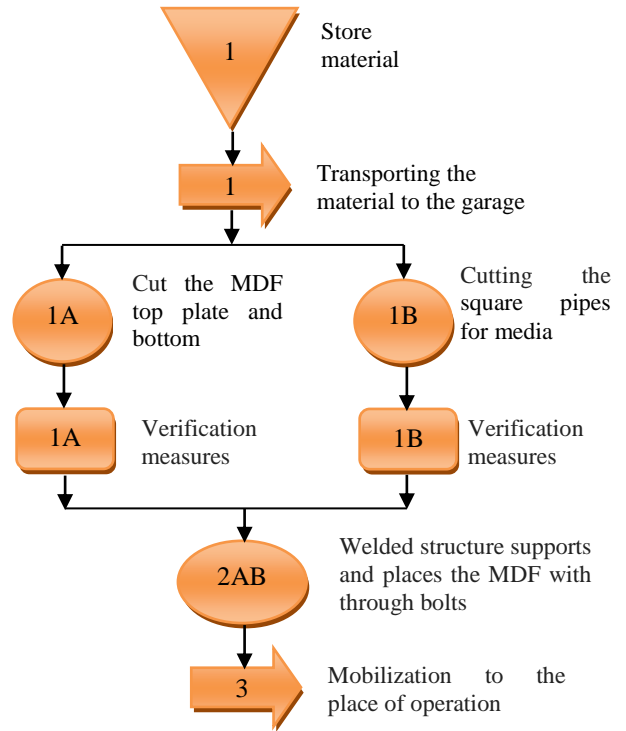 1
Store
material
1
Transporting the
material to the garage
1A
Cut the MDF
top plate and
bottom
1B
Cutting the
square pipes
for media
1A
Verification
measures
1B
Verification
measures
2AB
Welded structure supports
and places the MDF with
through bolts
3
Mobilization to the
place of operation